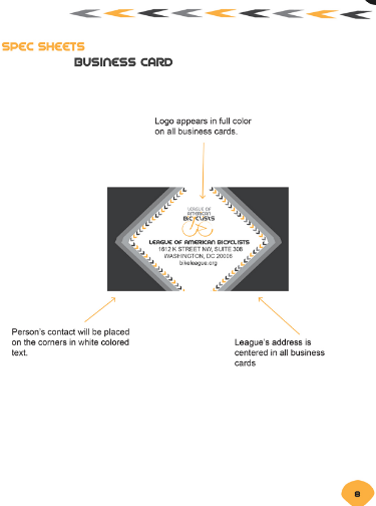 SPEC SHEETS
BUSINESS CARD
Logo appears in full color
on all business cards.
LEAGUE OF
AMERICAN
BICYCLISTS
LEAGUE OF AMERICAN BICYCLISTS
1612 K STREET NW, SUITE 308
WASHINGTON, DC 20006
bikeleague.org
Person's contact will be placed
on the corners in white colored
text.
League's address is
centered in all business
cards
8